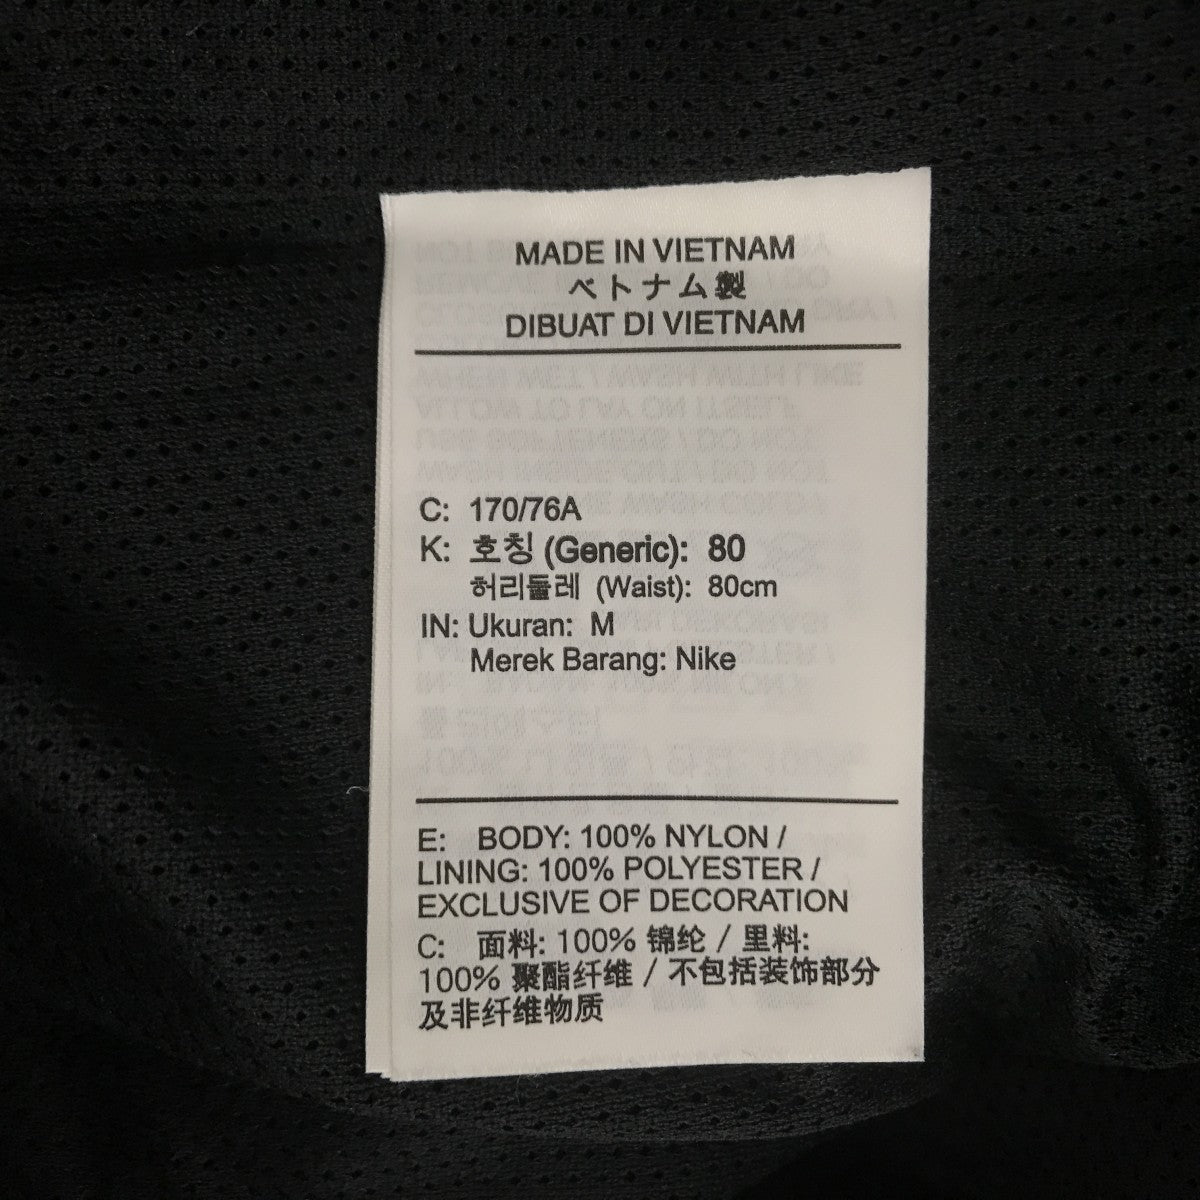 MADE IN VIETNAM
ベトナム製
DIBUAT DI VIETNAM
C: 170/76A
K: 호칭 (Generic): 80
허리둘레 (Waist): 80cm
IN: Ukuran: M
Merek Barang: Nike
E: BODY: 100% NYLON /
LINING: 100% POLYESTER /
EXCLUSIVE OF DECORATION
C: 面料: 100% 锦纶 / 里料:
100% 聚酯纤维 / 不包括装饰部分
及非纤维物质